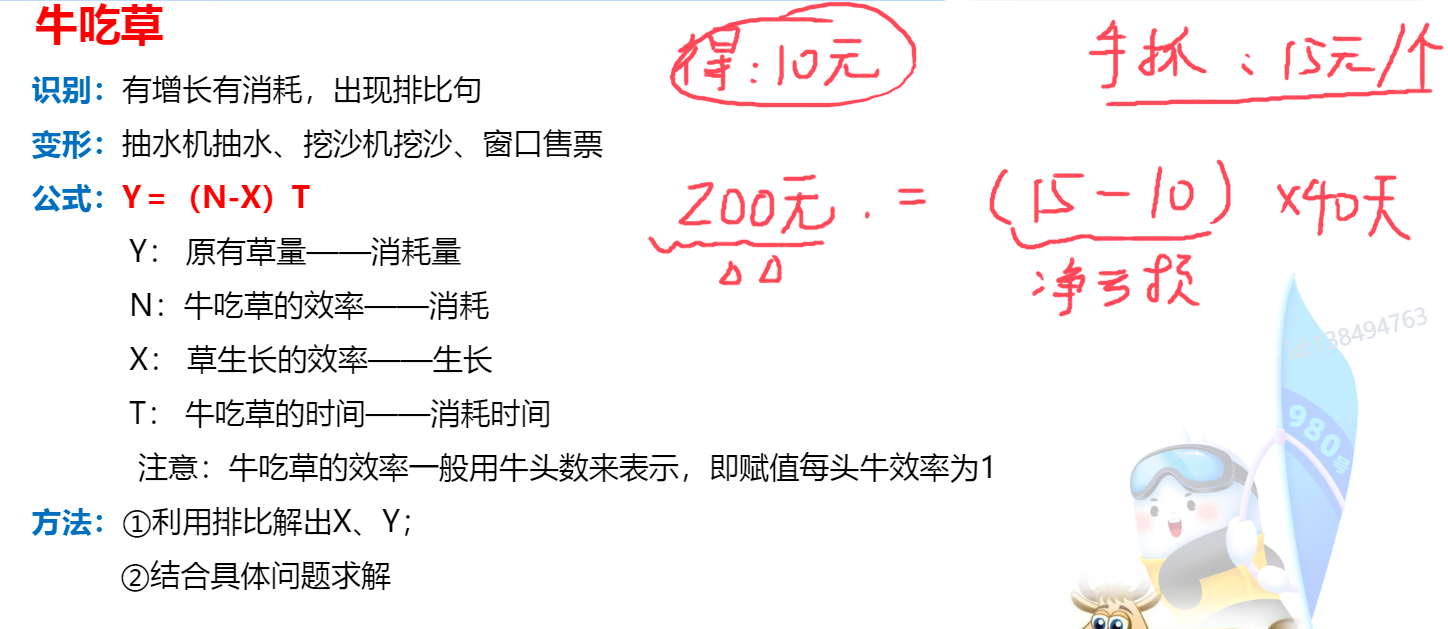 牛吃草
识别：有增长有消耗，出现排比句
变形：抽水机抽水、挖沙机挖沙、窗口售票
公式：Y =（N-X）T
Y： 原有草量——消耗量
N：牛吃草的效率——消耗
X： 草生长的效率——生长
T： 牛吃草的时间——消耗时间
注意：牛吃草的效率一般用牛头数来表示，即赋值每头牛效率为1
方法：①利用排比解出X、Y；
②结合具体问题求解
得：10元
手抓：15元/个
200元. = (15-10) ×40天
净亏损
38494763
980号